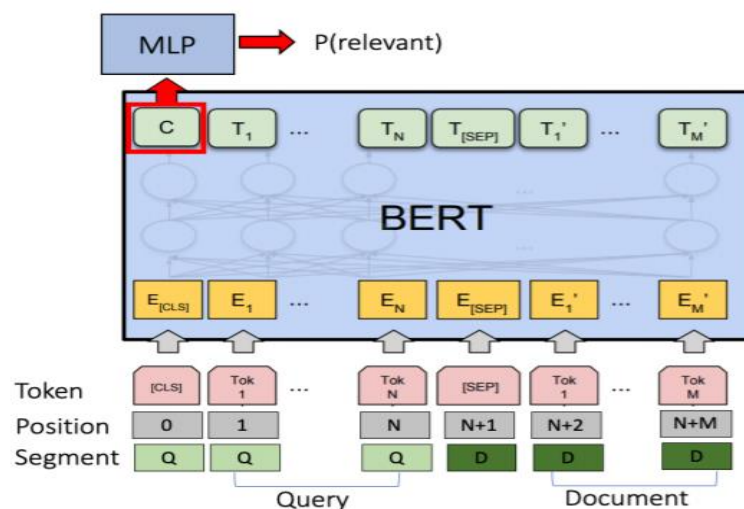 MLP P(relevant)
C T1 ... TN T[SEP] T1' ... TM'
...
BERT
...
E[CLS] E1 ... EN E[SEP] E1' ... EM'
Token [CLS] Tok 1 ... Tok N [SEP] Tok 1 ... Tok M
Position 0 1 N N+1 N+2 N+M
Segment Q Q Q D D D
Query Document